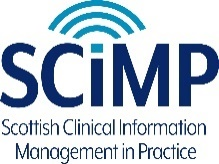 SCiMP
Scottish Clinical Information
Management in Practice